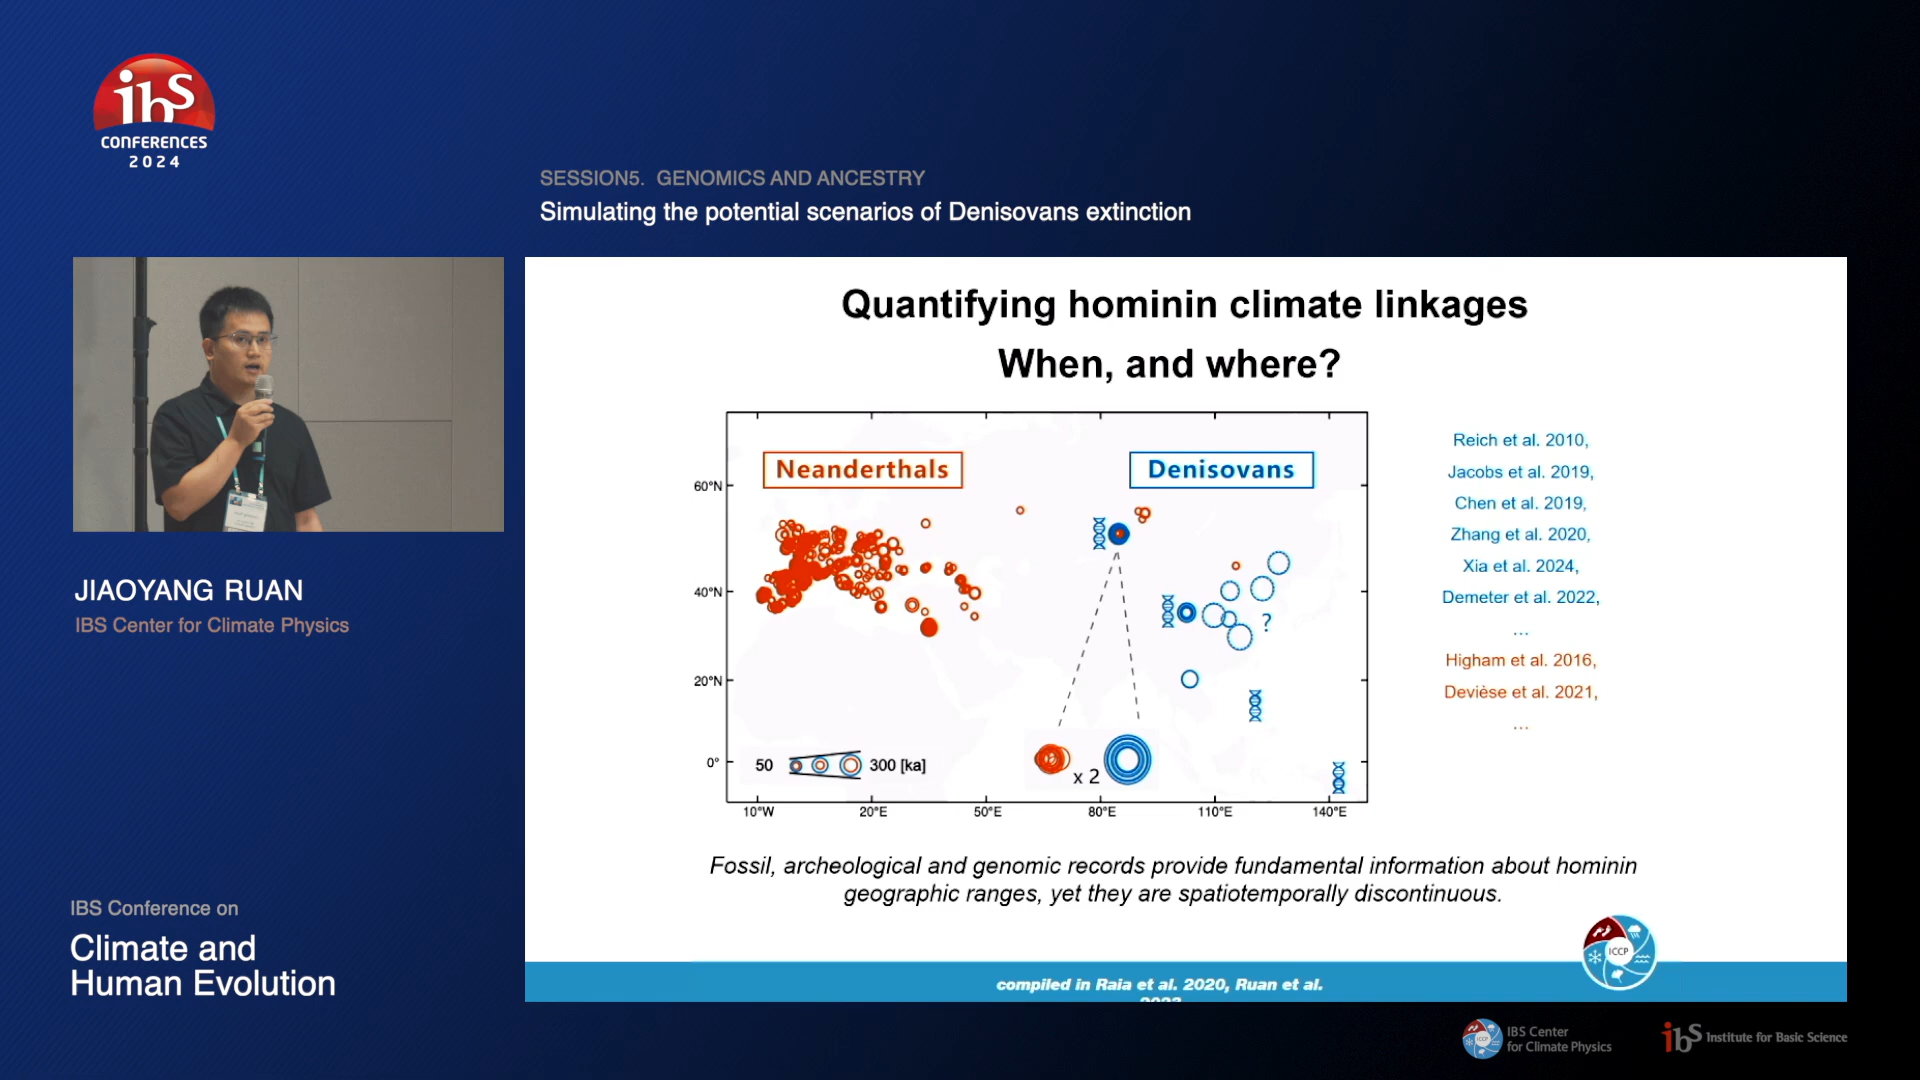 ibs
CONFERENCES
2024
SESSION5. GENOMICS AND ANCESTRY
Simulating the potential scenarios of Denisovans extinction
JIAOYANG RUAN
IBS Center for Climate Physics
IBS Conference on
Climate and
Human Evolution
Quantifying hominin climate linkages
When, and where?
Neanderthals
Denisovans
60°N
40°N
20°N
0°
?
50
300 [ka]
x 2
10°W 20°E 50°E 80°E 110°E 140°E
Reich et al. 2010,
Jacobs et al. 2019,
Chen et al. 2019,
Zhang et al. 2020,
Xia et al. 2024,
Demeter et al. 2022,
...
Higham et al. 2016,
Devièse et al. 2021,
...
Fossil, archeological and genomic records provide fundamental information about hominin
geographic ranges, yet they are spatiotemporally discontinuous.
ICCP
compiled in Raia et al. 2020, Ruan et al.
IBS Center
for Climate Physics
ibs Institute for Basic Science